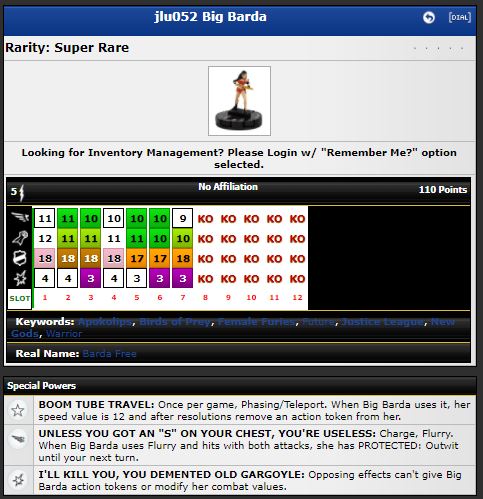 jlu052 Big Barda
[DIAL]
Rarity: Super Rare
Looking for Inventory Management? Please Login w/ "Remember Me?" option
selected.
5 No Affiliation 110 Points
11 11 10 10 10 10 9 KO KO KO KO KO
12 11 11 11 11 10 10 KO KO KO KO KO
18 18 18 18 17 17 18 KO KO KO KO KO
4 4 3 4 3 3 3 KO KO KO KO KO
SLOT 1 2 3 4 5 6 7 8 9 10 11 12
Keywords: Apokolips, Birds of Prey, Female Furies, Future, Justice League, New
Gods, Warrior
Real Name: Barda Free
Special Powers
BOOM TUBE TRAVEL: Once per game, Phasing/Teleport. When Big Barda uses it, her
speed value is 12 and after resolutions remove an action token from her.
UNLESS YOU GOT AN "S" ON YOUR CHEST, YOU'RE USELESS: Charge, Flurry.
When Big Barda uses Flurry and hits with both attacks, she has PROTECTED: Outwit
until your next turn.
I'LL KILL YOU, YOU DEMENTED OLD GARGOYLE: Opposing effects can't give Big
Barda action tokens or modify her combat values.